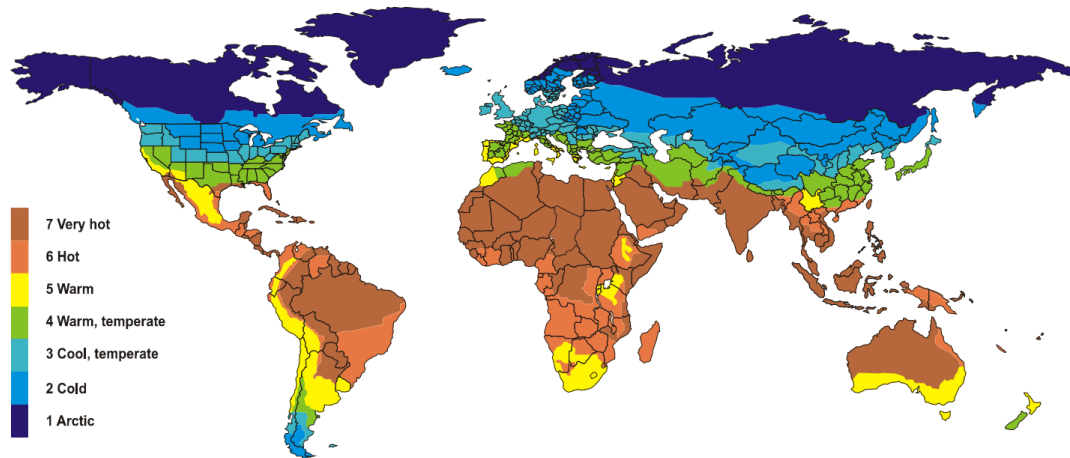 7 Very hot
6 Hot
5 Warm
4 Warm, temperate
3 Cool, temperate
2 Cold
1 Arctic